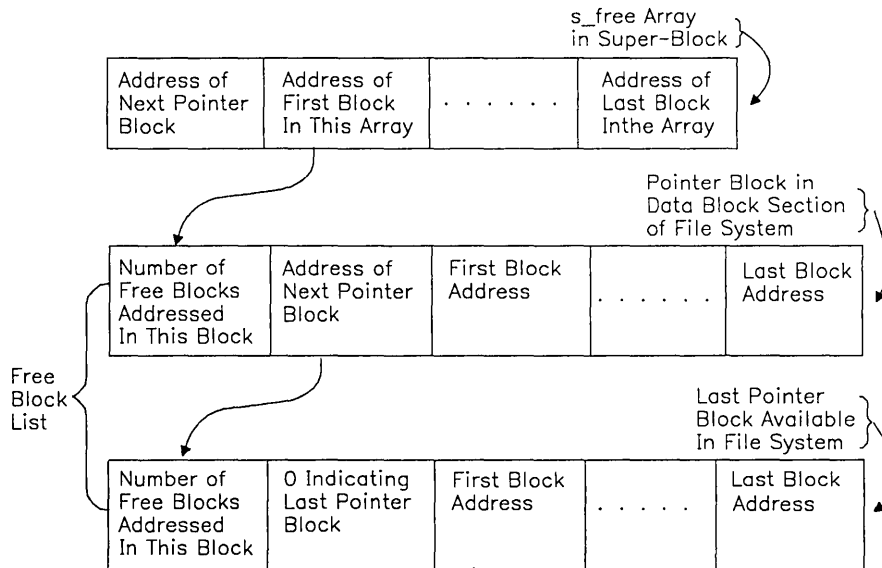 s_free Array
in Super-Block
Address of
Next Pointer
Block
Address of
First Block
In This Array
. . . . . .
Address of
Last Block
Inthe Array
Pointer Block in
Data Block Section
of File System
Number of
Free Blocks
Addressed
In This Block
Address of
Next Pointer
Block
First Block
Address
. . . . . .
Last Block
Address
Free
Block
List
Last Pointer
Block Available
In File System
Number of
Free Blocks
Addressed
In This Block
0 Indicating
Last Pointer
Block
First Block
Address
. . . . .
Last Block
Address